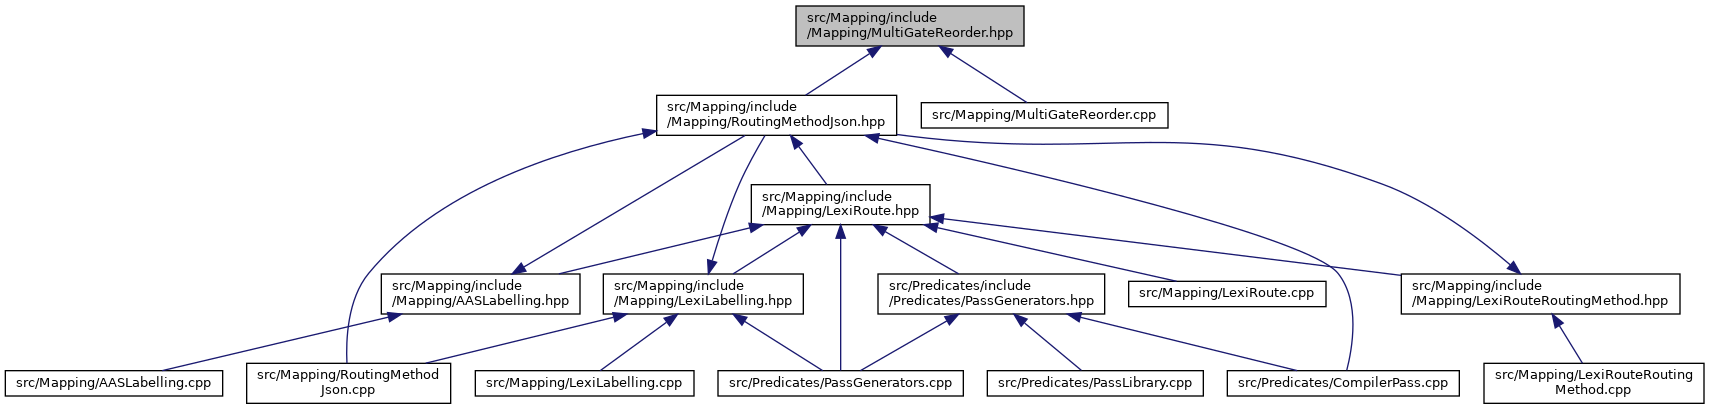 src/Mapping/include
/Mapping/MultiGateReorder.hpp
src/Mapping/include
/Mapping/RoutingMethodJson.hpp
src/Mapping/MultiGateReorder.cpp
src/Mapping/include
/Mapping/LexiRoute.hpp
src/Mapping/include
/Mapping/AASLabelling.hpp
src/Mapping/include
/Mapping/LexiLabelling.hpp
src/Predicates/include
/Predicates/PassGenerators.hpp
src/Mapping/LexiRoute.cpp
src/Mapping/include
/Mapping/LexiRouteRoutingMethod.hpp
src/Mapping/AASLabelling.cpp
src/Mapping/RoutingMethod
Json.cpp
src/Mapping/LexiLabelling.cpp
src/Predicates/PassGenerators.cpp
src/Predicates/PassLibrary.cpp
src/Predicates/CompilerPass.cpp
src/Mapping/LexiRouteRouting
Method.cpp